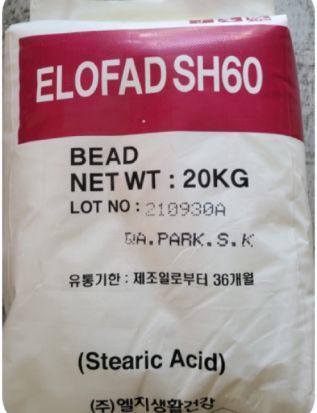 ELOFAD SH60
BEAD
NET WT : 20KG
LOT NO : 210930A
QA.PARK.S.K
유통기한 : 제조일로부터 36개월
(Stearic Acid)
(주)엘지생활건강